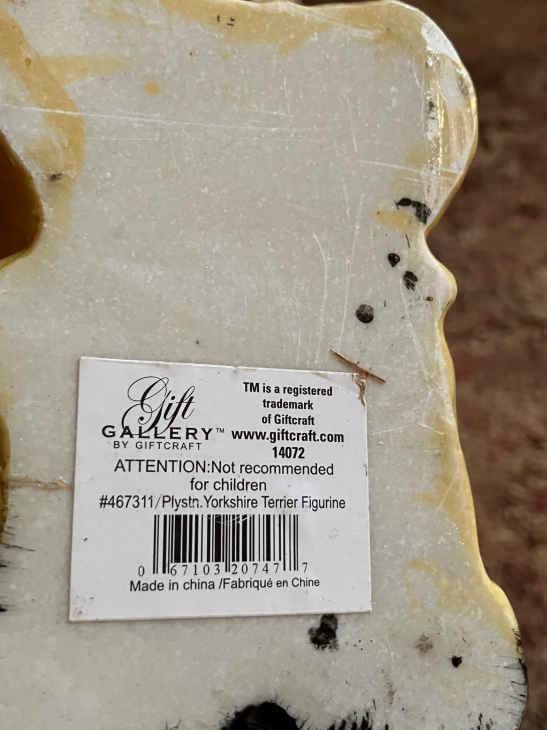 Gift
GALLERY™
BY GIFTCRAFT
TM is a registered
trademark
of Giftcraft
www.giftcraft.com
14072
ATTENTION:Not recommended
for children
#467311/Plystn.Yorkshire Terrier Figurine
0 67103 20747 7
Made in china /Fabriqué en Chine